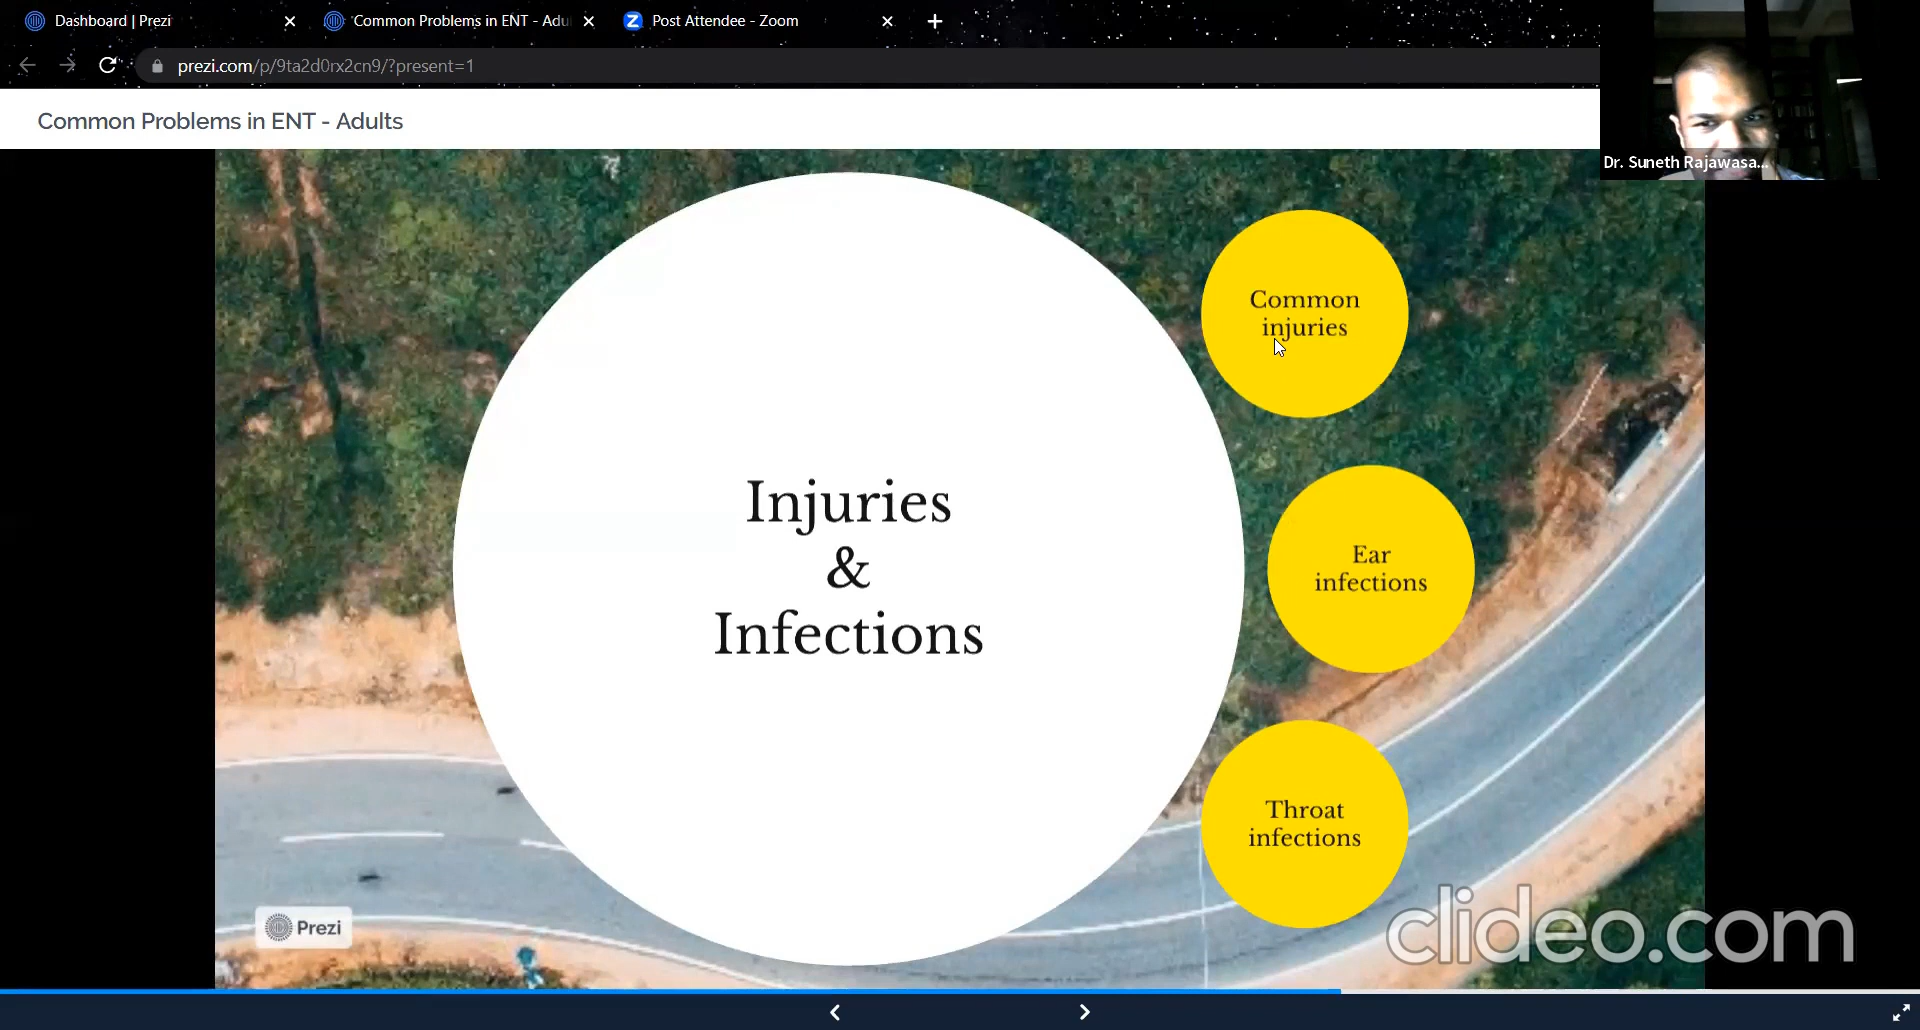 Dashboard | Prezi
Common Problems in ENT - Adu
Post Attendee - Zoom
prezi.com/p/9ta2d0rx2cn9/?present=1
Common Problems in ENT - Adults
Dr. Suneth Rajawasa...
Common
injuries
Injuries
&
Infections
Ear
infections
Throat
infections
Prezi
clideo.com